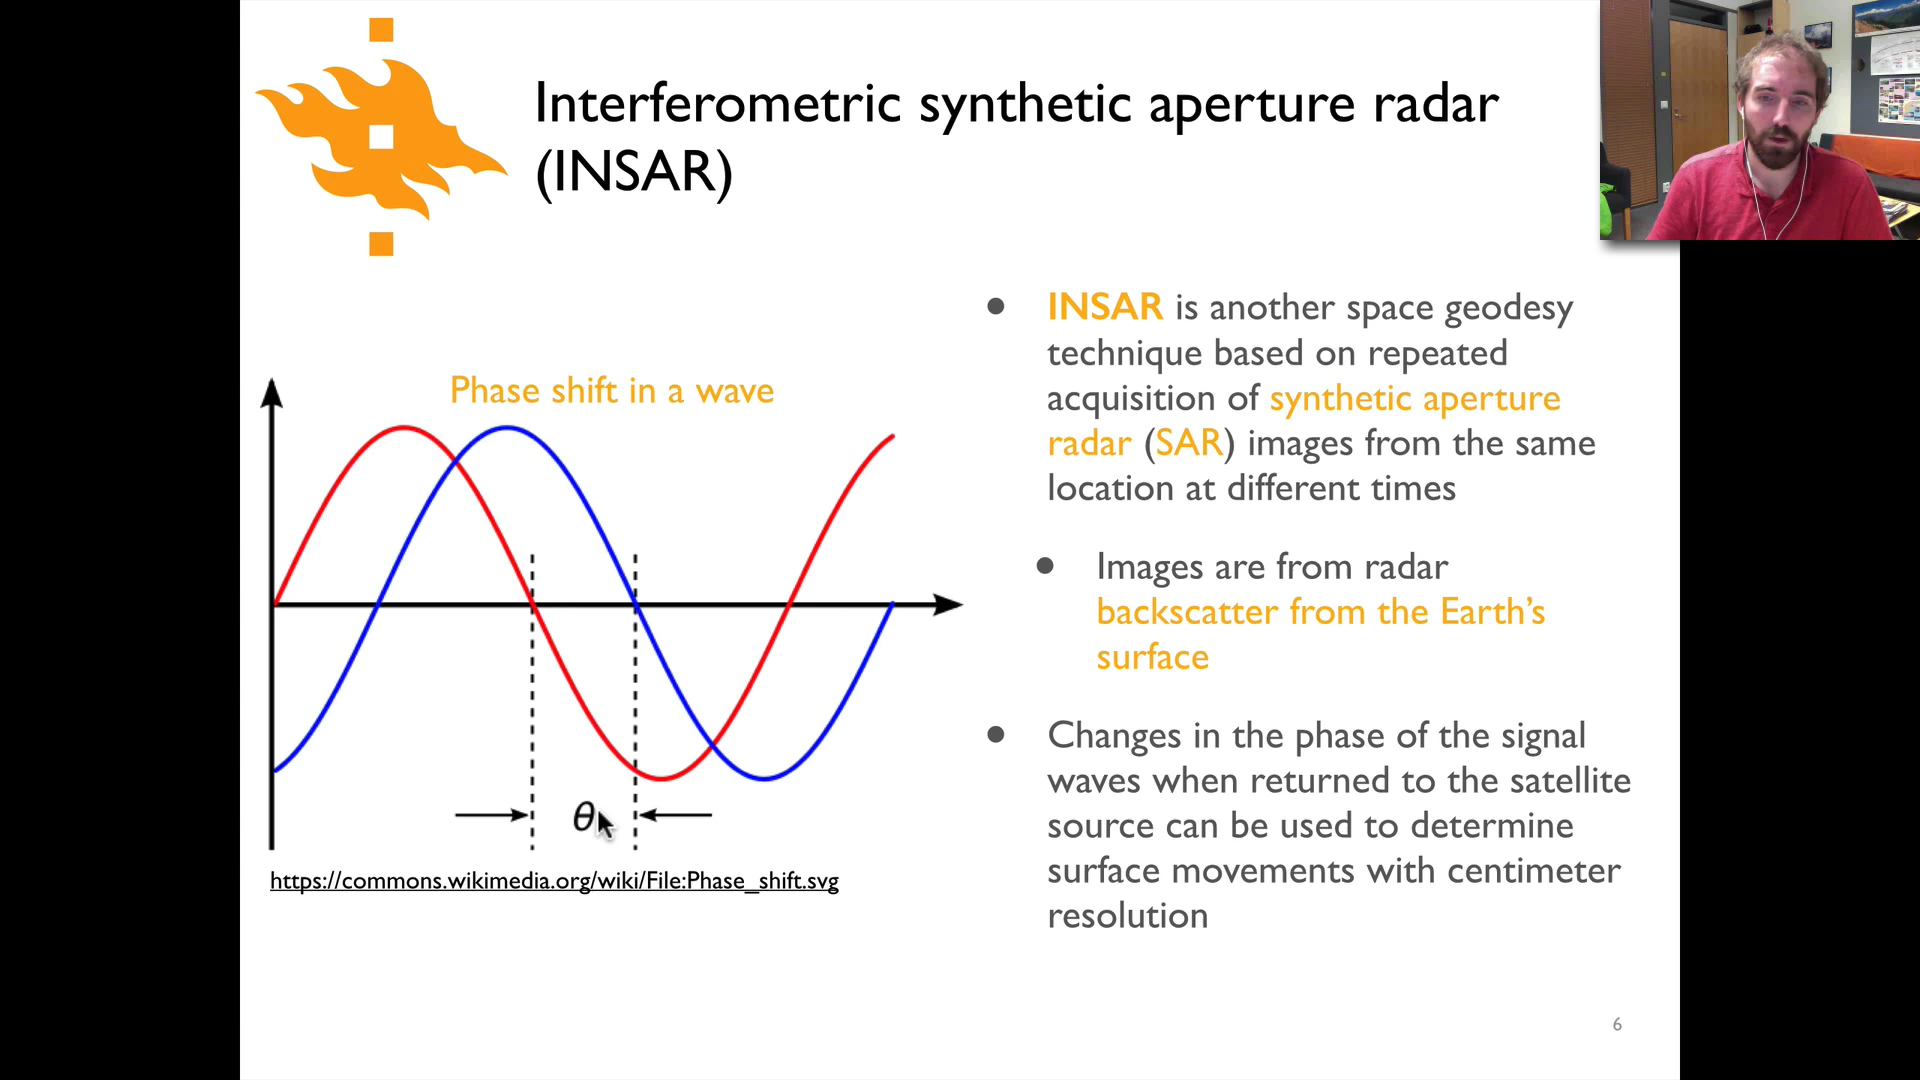 Interferometric synthetic aperture radar
(INSAR)
Phase shift in a wave
θ
https://commons.wikimedia.org/wiki/File:Phase_shift.svg
● INSAR is another space geodesy
technique based on repeated
acquisition of synthetic aperture
radar (SAR) images from the same
location at different times
● Images are from radar
backscatter from the Earth’s
surface
● Changes in the phase of the signal
waves when returned to the satellite
source can be used to determine
surface movements with centimeter
resolution
6